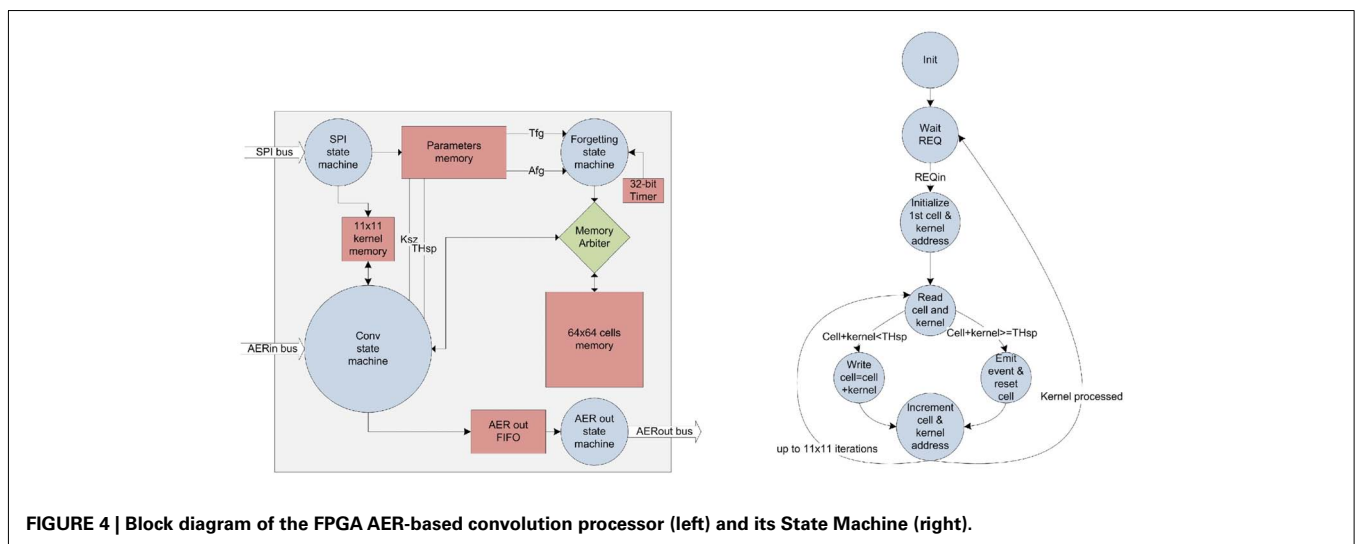 SPI bus
SPI
state
machine
Parameters
memory
Tfg
Afg
Forgetting
state
machine
32-bit
Timer
11x11
kernel
memory
Ksz
THsp
Memory
Arbiter
Conv
state
machine
AERin bus
64x64 cells
memory
AER out
FIFO
AER out
state
machine
AERout bus
Init
Wait
REQ
REQin
Initialize
1st cell &
kernel
address
Read
cell and
kernel
Cell+kernel<THsp
Cell+kernel>=THsp
Write
cell=cell
+kernel
Emit
event &
reset
cell
Kernel processed
Increment
cell &
kernel
address
up to 11x11 iterations
FIGURE 4 | Block diagram of the FPGA AER-based convolution processor (left) and its State Machine (right).